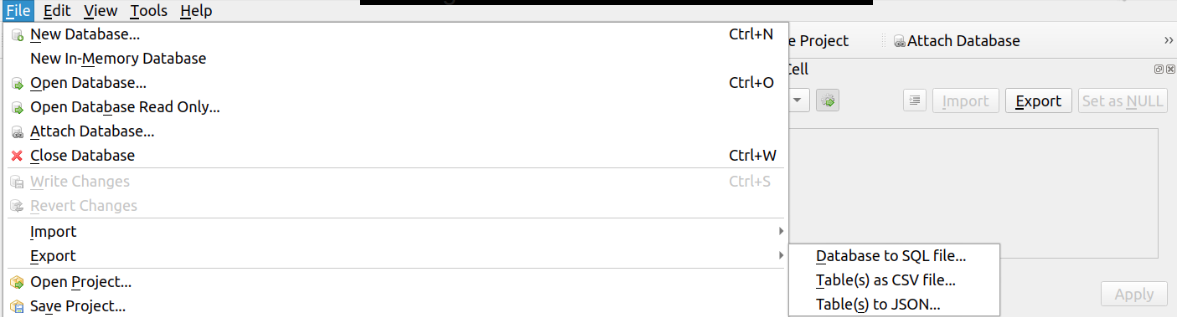 File Edit View Tools Help
New Database... Ctrl+N
New In-Memory Database
Open Database... Ctrl+O
Open Database Read Only...
Attach Database...
Close Database Ctrl+W
Write Changes Ctrl+S
Revert Changes
Import
Export
Open Project...
Save Project...
Database to SQL file...
Table(s) as CSV file...
Table(s) to JSON...
e Project Attach Database »
Cell
Import Export Set as NULL
Apply